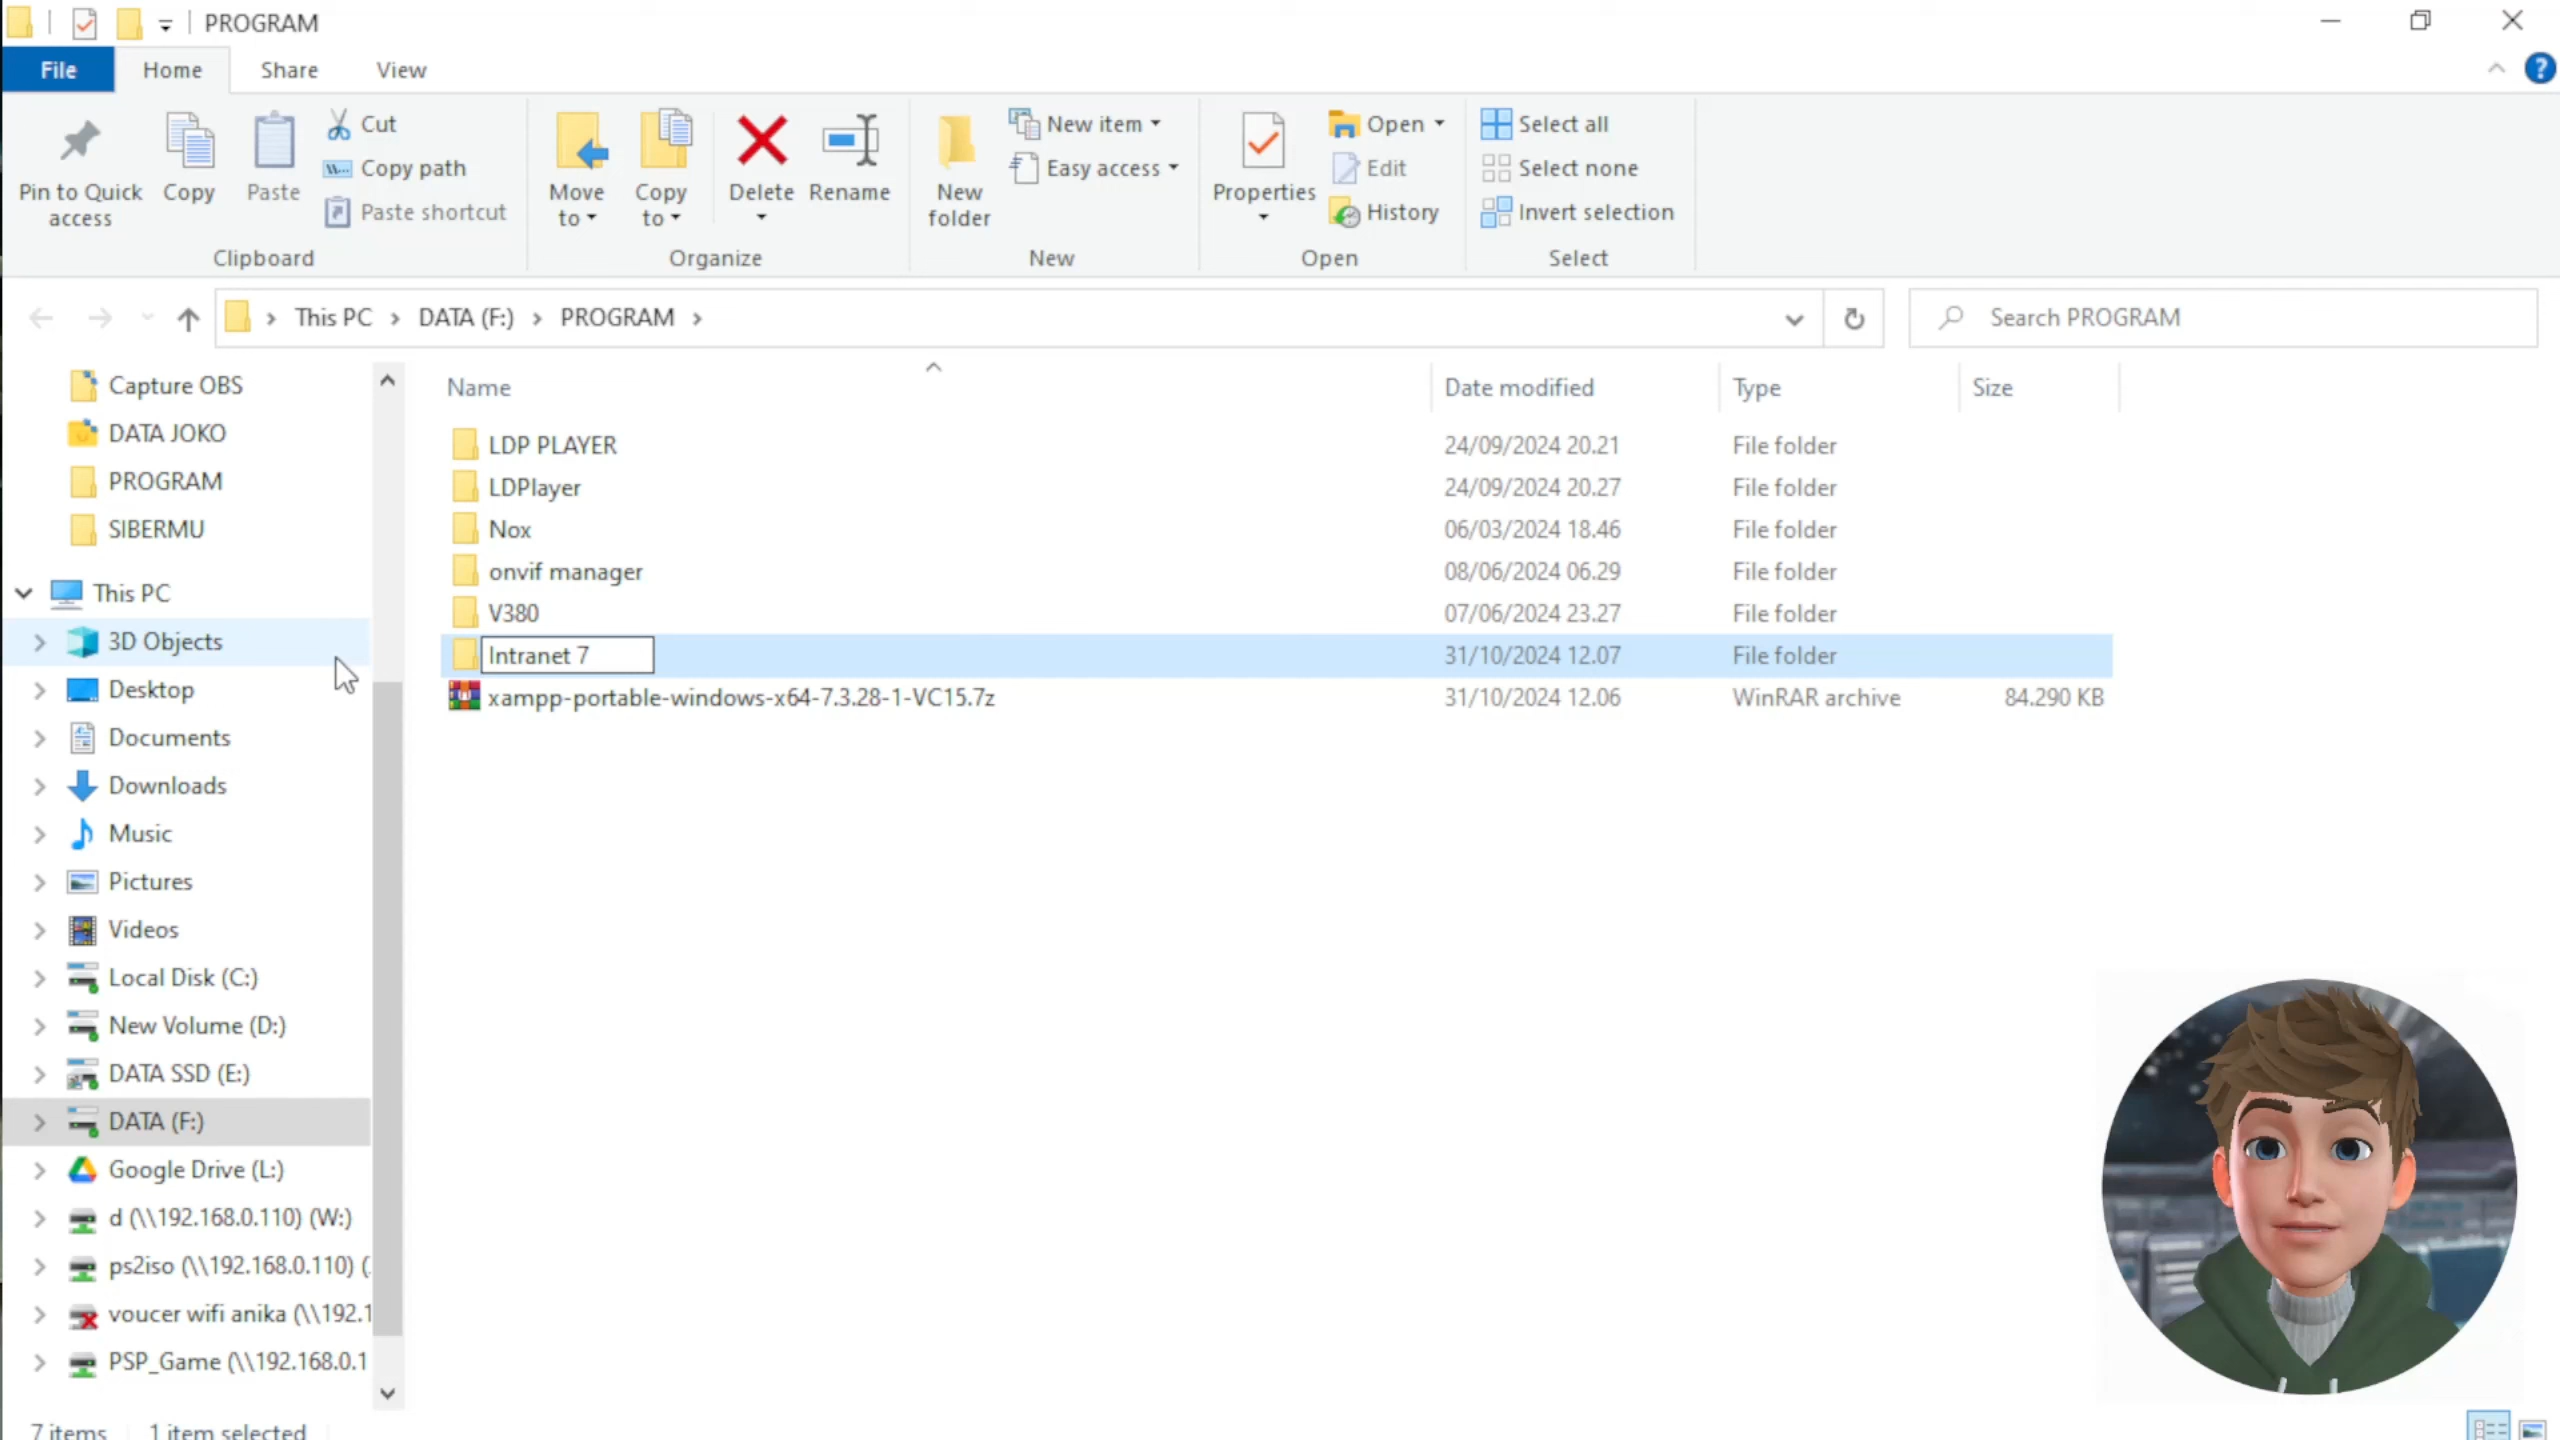 PROGRAM
File Home Share View
Pin to Quick access
Copy
Paste
Cut
Copy path
Paste shortcut
Clipboard
Move to
Copy to
Delete
Rename
Organize
New folder
New item
Easy access
New
Properties
Open
Edit
History
Open
Select all
Select none
Invert selection
Select
This PC DATA (F:) PROGRAM
Search PROGRAM
Capture OBS
DATA JOKO
PROGRAM
SIBERMU
This PC
3D Objects
Desktop
Documents
Downloads
Music
Pictures
Videos
Local Disk (C:)
New Volume (D:)
DATA SSD (E:)
DATA (F:)
Google Drive (L:)
d (\\192.168.0.110) (W:)
ps2iso (\\192.168.0.110) (
voucer wifi anika (\\192.1
PSP_Game (\\192.168.0.1
Name Date modified Type Size
LDP PLAYER 24/09/2024 20.21 File folder
LDPlayer 24/09/2024 20.27 File folder
Nox 06/03/2024 18.46 File folder
onvif manager 08/06/2024 06.29 File folder
V380 07/06/2024 23.27 File folder
Intranet 7 31/10/2024 12.07 File folder
xampp-portable-windows-x64-7.3.28-1-VC15.7z 31/10/2024 12.06 WinRAR archive 84.290 KB
7 items 1 item selected